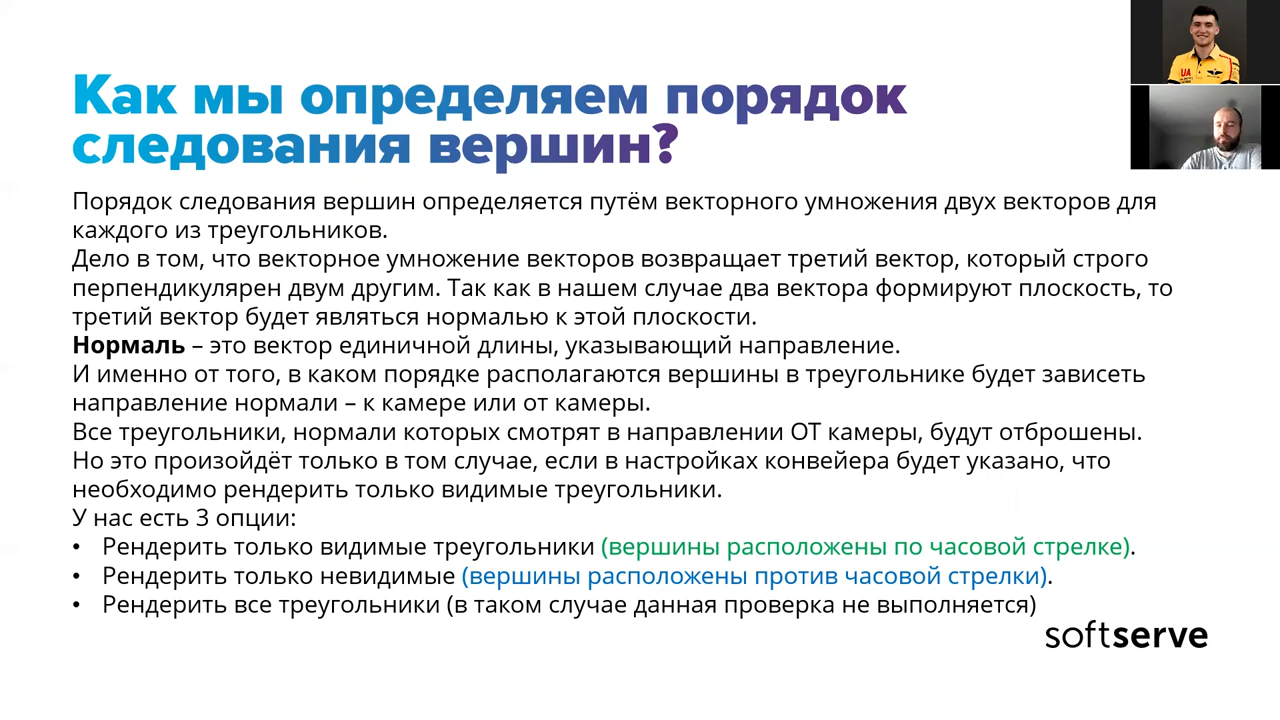 Как мы определяем порядок
следования вершин?
Порядок следования вершин определяется путём векторного умножения двух векторов для
каждого из треугольников.
Дело в том, что векторное умножение векторов возвращает третий вектор, который строго
перпендикулярен двум другим. Так как в нашем случае два вектора формируют плоскость, то
третий вектор будет являться нормалью к этой плоскости.
Нормаль – это вектор единичной длины, указывающий направление.
И именно от того, в каком порядке располагаются вершины в треугольнике будет зависеть
направление нормали – к камере или от камеры.
Все треугольники, нормали которых смотрят в направлении ОТ камеры, будут отброшены.
Но это произойдёт только в том случае, если в настройках конвейера будет указано, что
необходимо рендерить только видимые треугольники.
У нас есть 3 опции:
• Рендерить только видимые треугольники (вершины расположены по часовой стрелке).
• Рендерить только невидимые (вершины расположены против часовой стрелки).
• Рендерить все треугольники (в таком случае данная проверка не выполняется)
softserve
UA